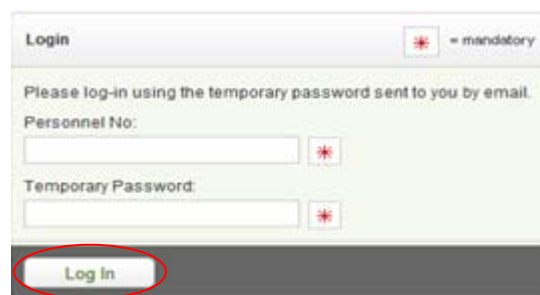 Login * = mandatory
Please log-in using the temporary password sent to you by email.
Personnel No:
*
Temporary Password:
*
Log In